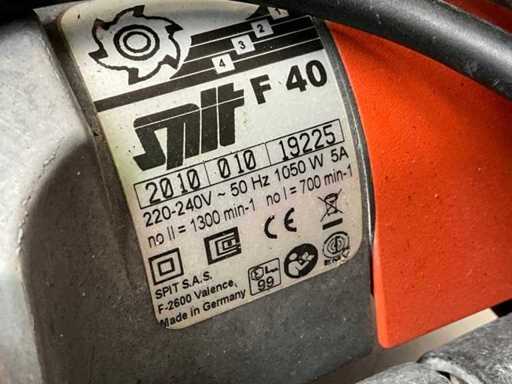 1
2
3
4
SPIT F 40
2010 010 19225
220-240V ~ 50 Hz 1050 W 5A
no II = 1300 min-1 no I = 700 min-1
CE
SPIT S.A.S.
F-2600 Valence,
Made in Germany
99